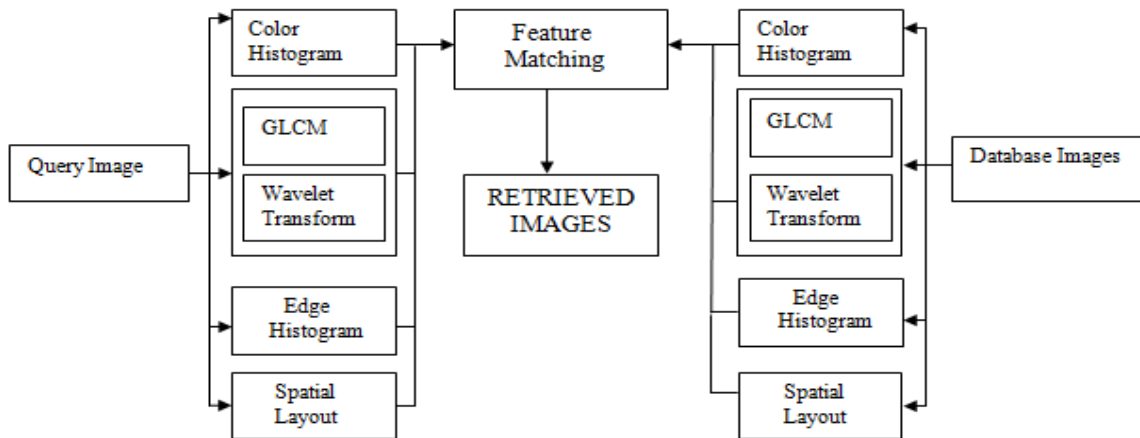 Query Image
Color
Histogram
GLCM
Wavelet
Transform
Edge
Histogram
Spatial
Layout
Feature
Matching
RETRIEVED
IMAGES
Color
Histogram
GLCM
Wavelet
Transform
Edge
Histogram
Spatial
Layout
Database Images